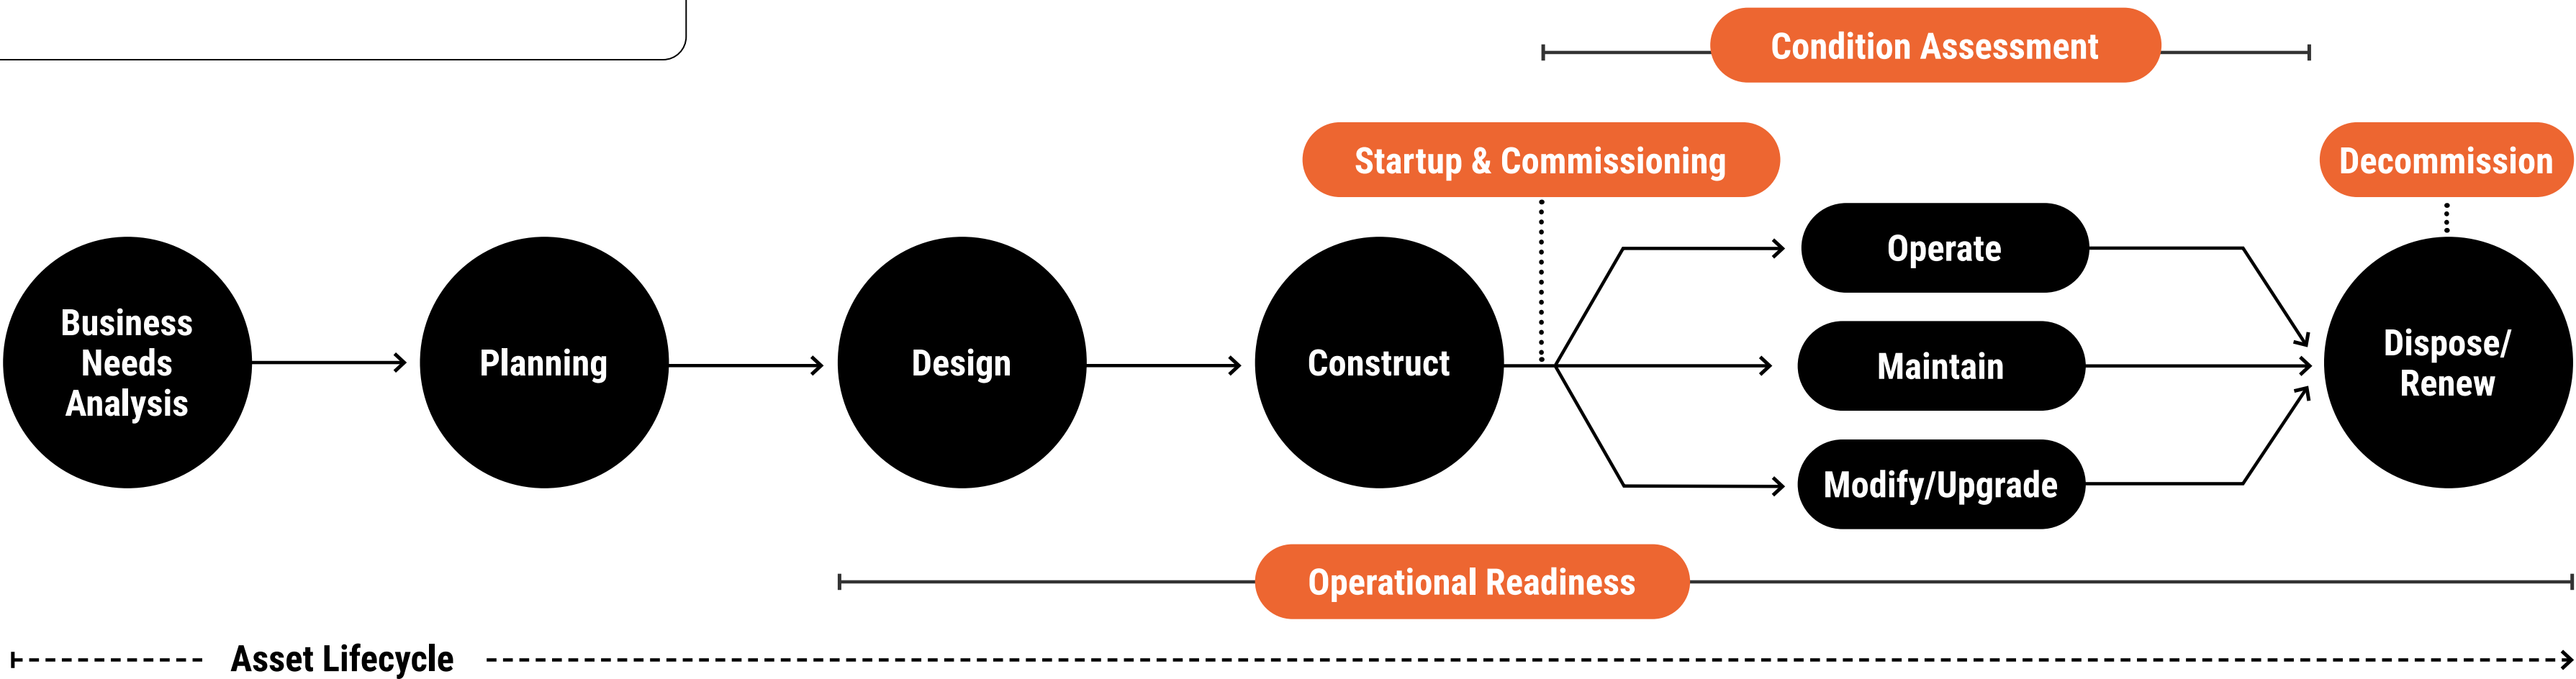 Condition Assessment
Startup & Commissioning
Decommission
Business
Needs
Analysis
Planning
Design
Construct
Operate
Maintain
Modify/Upgrade
Dispose/
Renew
Operational Readiness
Asset Lifecycle